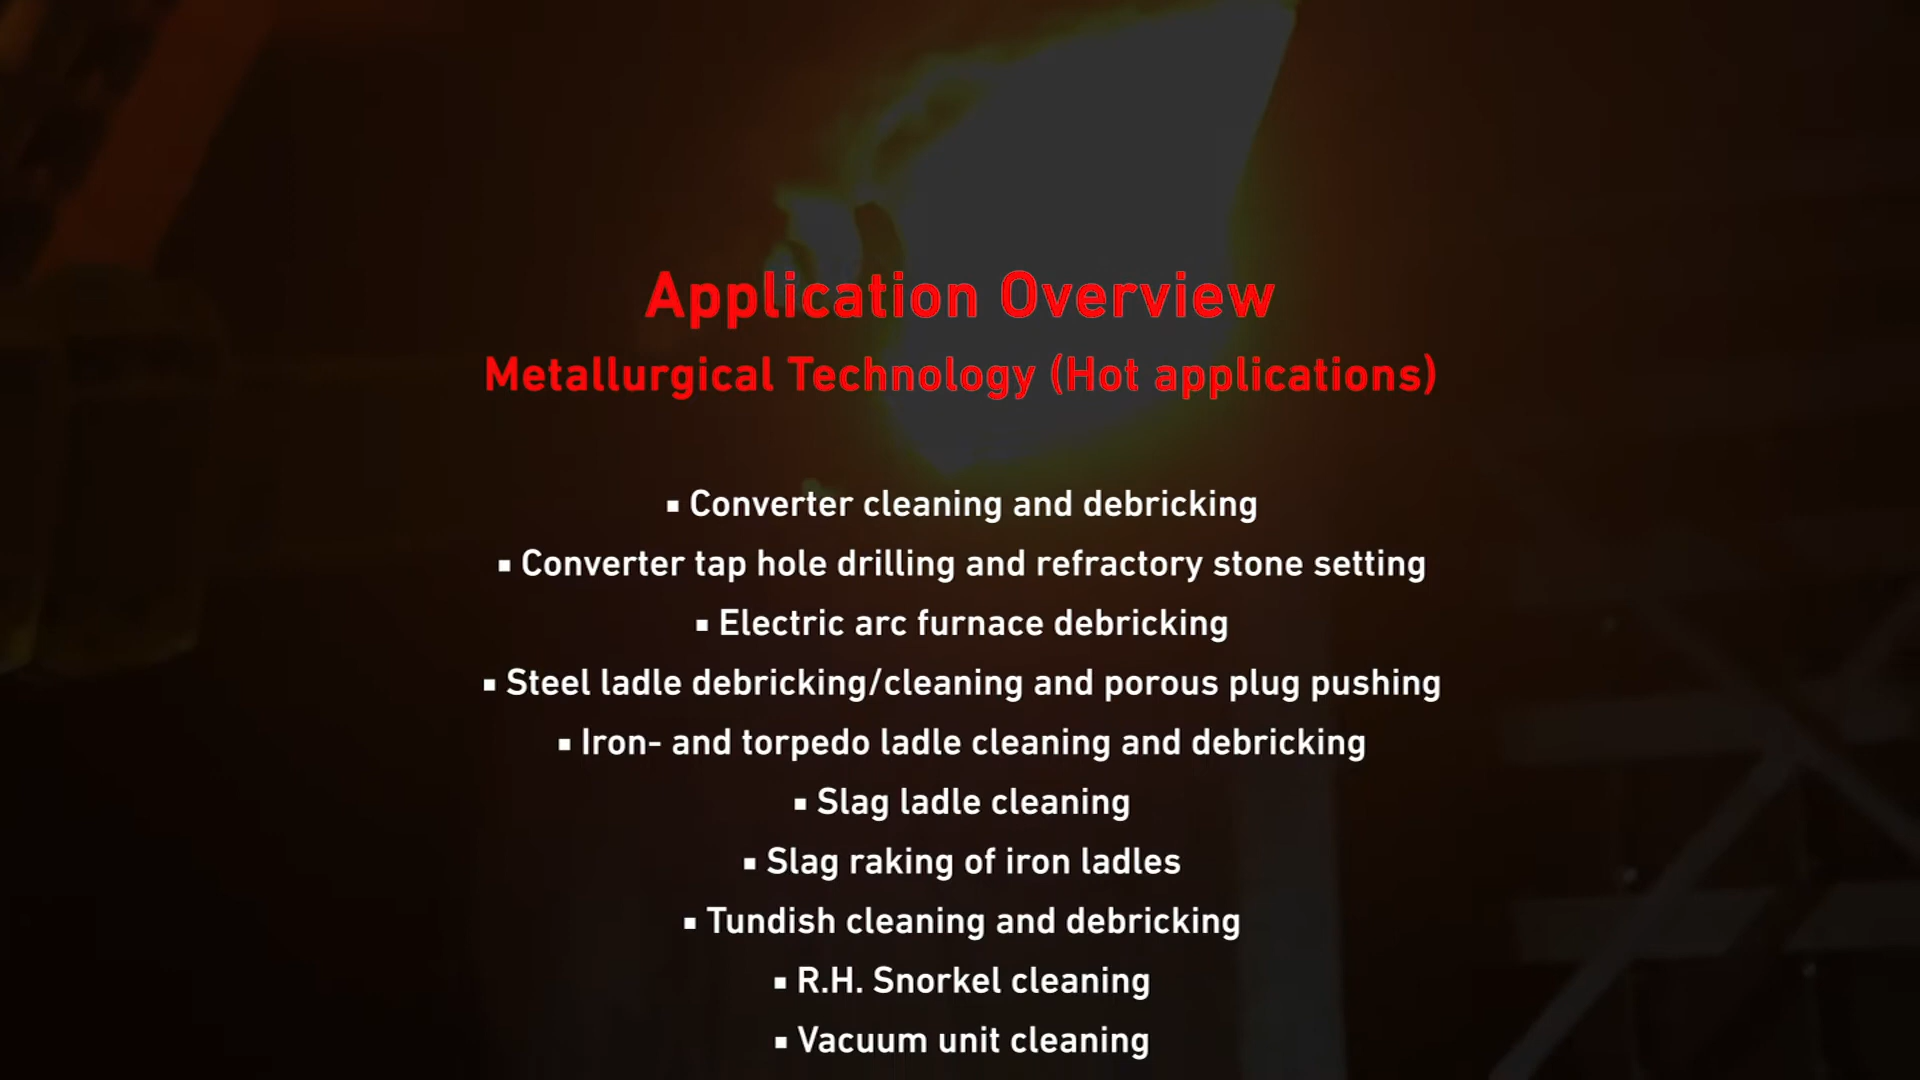 Application Overview
Metallurgical Technology (Hot applications)
▪ Converter cleaning and debricking
▪ Converter tap hole drilling and refractory stone setting
▪ Electric arc furnace debricking
▪ Steel ladle debricking/cleaning and porous plug pushing
▪ Iron- and torpedo ladle cleaning and debricking
▪ Slag ladle cleaning
▪ Slag raking of iron ladles
▪ Tundish cleaning and debricking
▪ R.H. Snorkel cleaning
▪ Vacuum unit cleaning